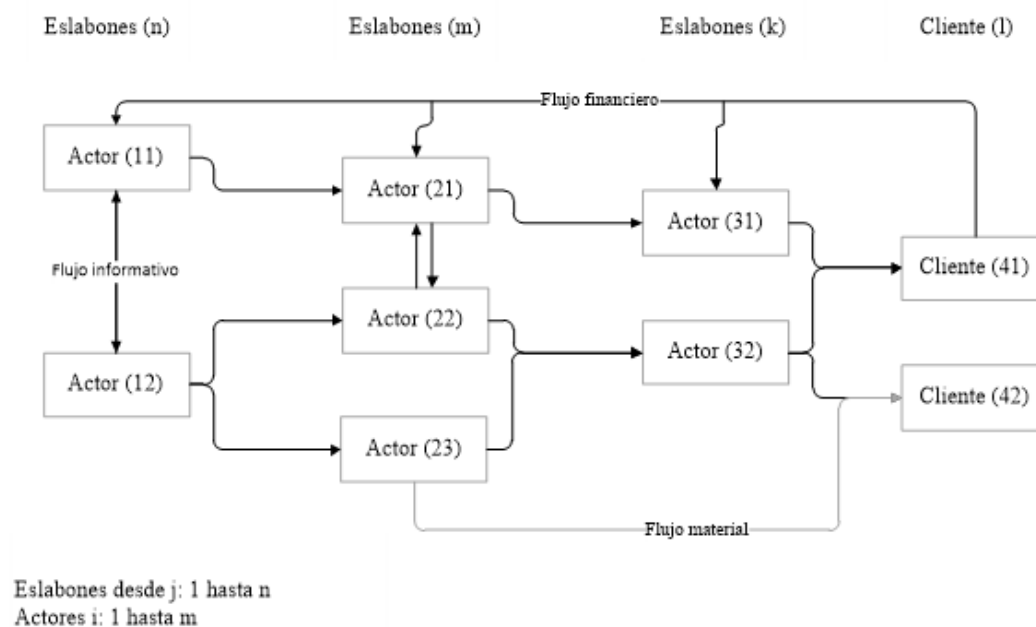 Eslabones (n)
Eslabones (m)
Eslabones (k)
Cliente (l)
Flujo financiero
Actor (11)
Actor (21)
Actor (31)
Cliente (41)
Flujo informativo
Actor (22)
Actor (32)
Actor (12)
Cliente (42)
Actor (23)
Flujo material
Eslabones desde j: 1 hasta n
Actores i: 1 hasta m